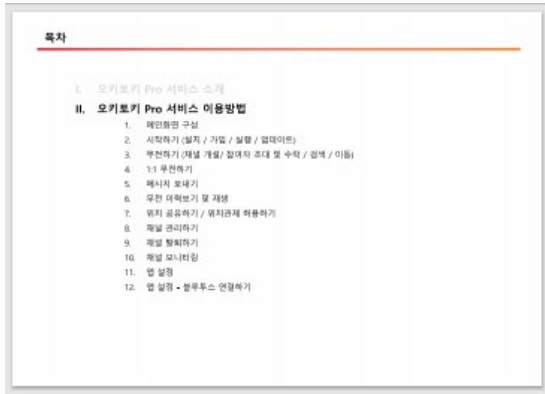 목차
I. 오키토키 Pro 서비스 소개
II. 오키토키 Pro 서비스 이용방법
1. 메인화면 구성
2. 시작하기 (설치 / 가입 / 실행 / 업데이트)
3. 무전하기 (채널 개설/ 참여자 초대 및 수락 / 검색 / 이동)
4. 1:1 무전하기
5. 메시지 보내기
6. 무전 이력보기 및 재생
7. 위치 공유하기 / 위치관제 허용하기
8. 채널 관리하기
9. 채널 탈퇴하기
10. 채널 모니터링
11. 앱 설정
12. 앱 설정 - 블루투스 연결하기